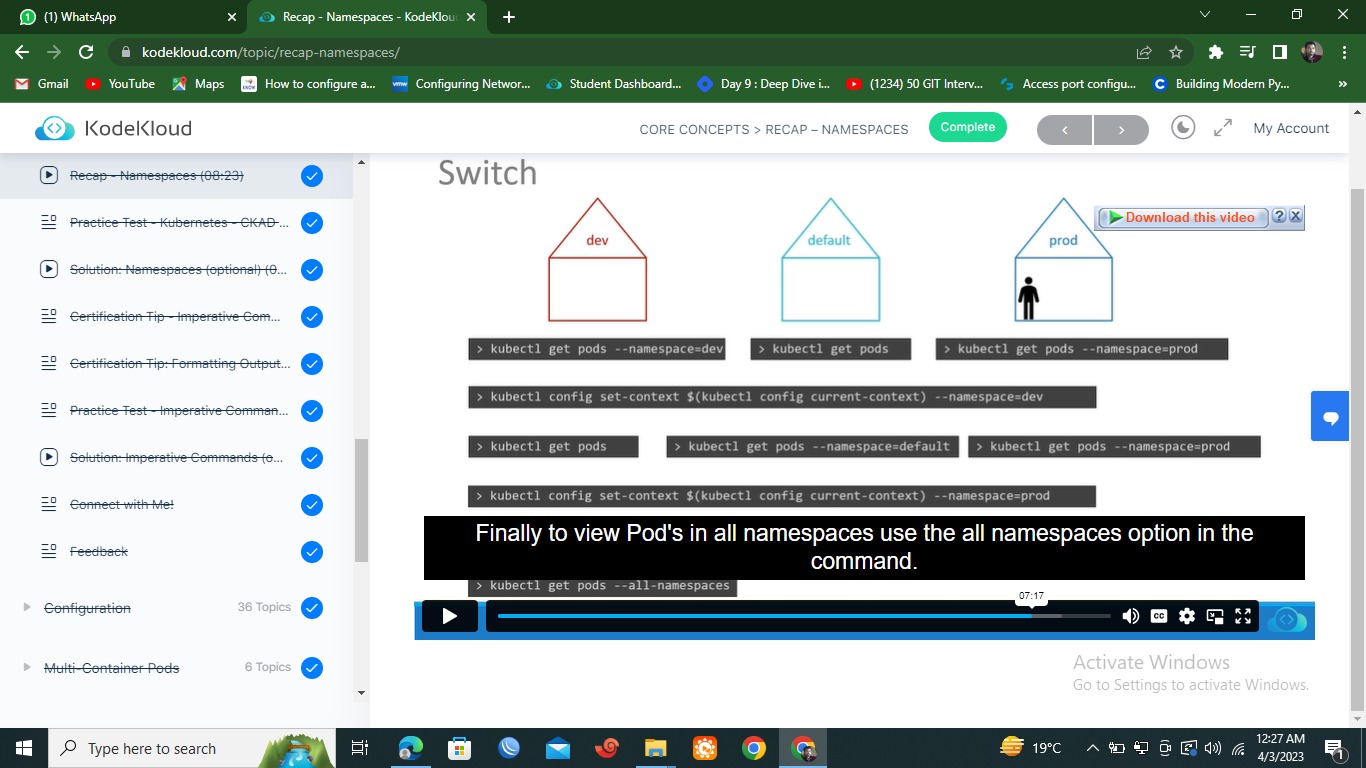 (1) WhatsApp
Recap - Namespaces - KodeKlou
kodekloud.com/topic/recap-namespaces/
Gmail
YouTube
Maps
How to configure a...
Configuring Networ...
Student Dashboard...
Day 9 : Deep Dive i...
(1234) 50 GIT Interv...
Access port configu...
Building Modern Py...
»
KodeKloud
CORE CONCEPTS > RECAP – NAMESPACES
Complete
My Account
Recap - Namespaces (08:23)
Practice Test - Kubernetes - CKAD ...
Solution: Namespaces (optional) (0...
Certification Tip - Imperative Com...
Certification Tip: Formatting Output...
Practice Test - Imperative Comman...
Solution: Imperative Commands (o...
Connect with Me!
Feedback
Configuration
36 Topics
Multi-Container Pods
6 Topics
Switch
dev
default
prod
Download this video
? X
> kubectl get pods --namespace=dev
> kubectl get pods
> kubectl get pods --namespace=prod
> kubectl config set-context $(kubectl config current-context) --namespace=dev
> kubectl get pods
> kubectl get pods --namespace=default
> kubectl get pods --namespace=prod
> kubectl config set-context $(kubectl config current-context) --namespace=prod
Finally to view Pod's in all namespaces use the all namespaces option in the
command.
> kubectl get pods --all-namespaces
07:17
CC
Activate Windows
Go to Settings to activate Windows.
Type here to search
19°C
12:27 AM
4/3/2023
1